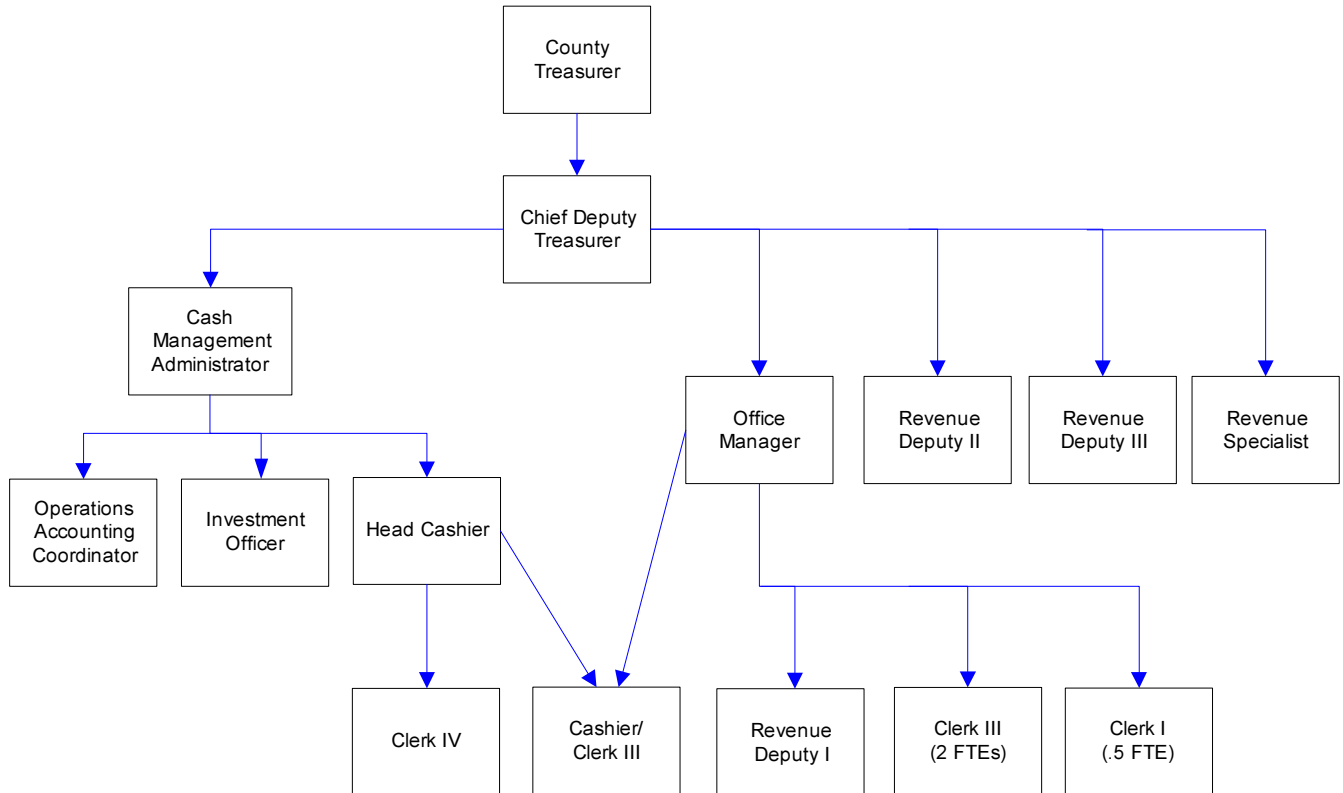 County
Treasurer
Chief Deputy
Treasurer
Cash
Management
Administrator
Office
Manager
Revenue
Deputy II
Revenue
Deputy III
Revenue
Specialist
Operations
Accounting
Coordinator
Investment
Officer
Head Cashier
Clerk IV
Cashier/
Clerk III
Revenue
Deputy I
Clerk III
(2 FTEs)
Clerk I
(.5 FTE)